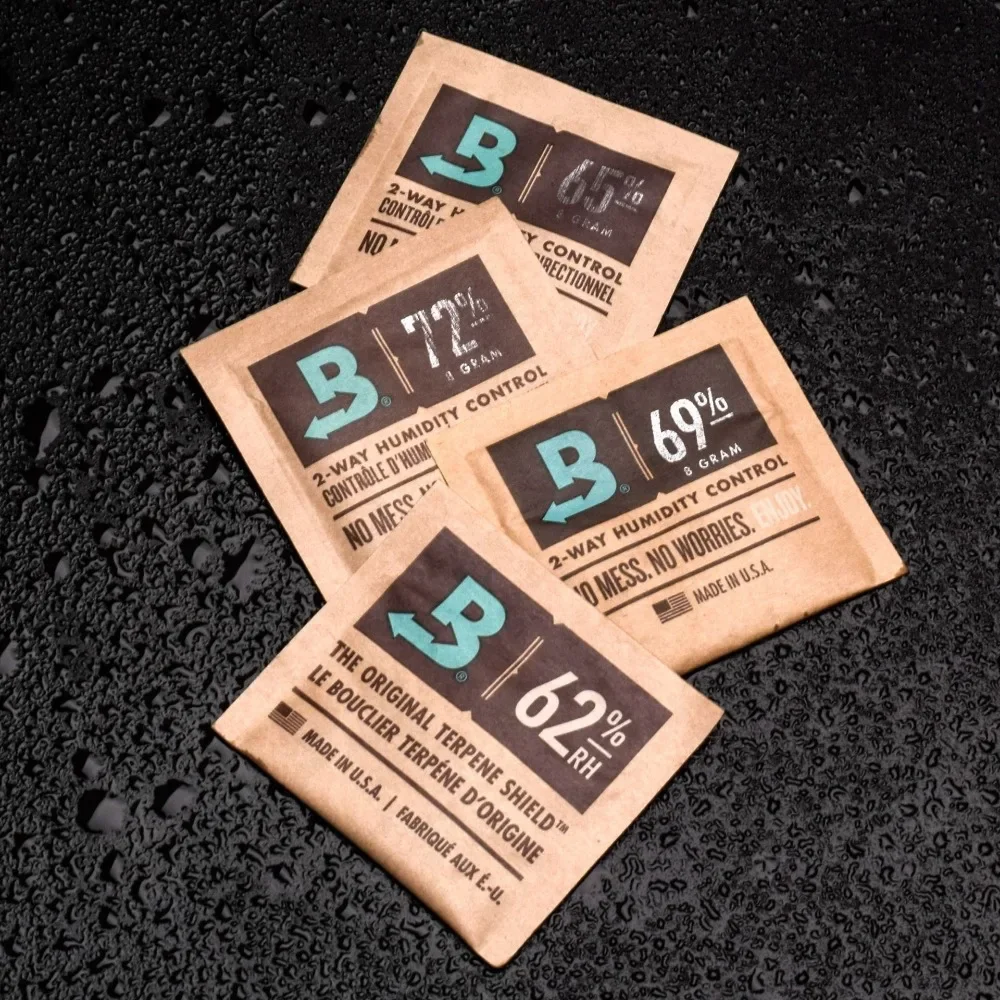 B®
65%
8 GRAM
2-WAY
Y CONTROL
CONTRÔLE
DIRECTIONNEL
NO
B®
72%
8 GRAM
2-WAY HUMIDITY CONTROL
CONTRÔLE D'HUM
NO MESS. N
B®
69%
8 GRAM
2-WAY HUMIDITY CONTROL
NO MESS. NO WORRIES. ENJOY.
MADE IN U.S.A.
B®
62%
RH
THE ORIGINAL TERPENE SHIELD™
LE BOUCLIER TERPÉNE D'ORIGINE
MADE IN U.S.A. | FABRIQUÉ AUX É.-U.